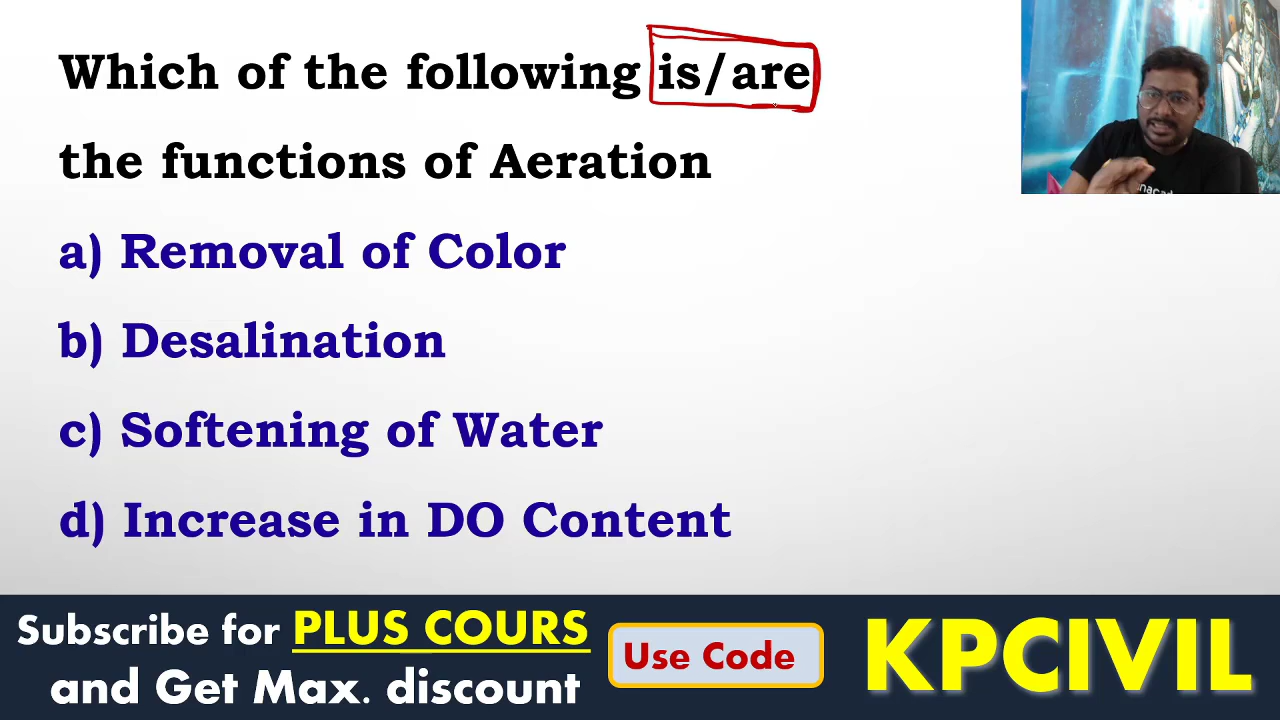 Which of the following is/are
the functions of Aeration
a) Removal of Color
b) Desalination
c) Softening of Water
d) Increase in DO Content
Subscribe for PLUS COURS
and Get Max. discount
Use Code
KPCIVIL